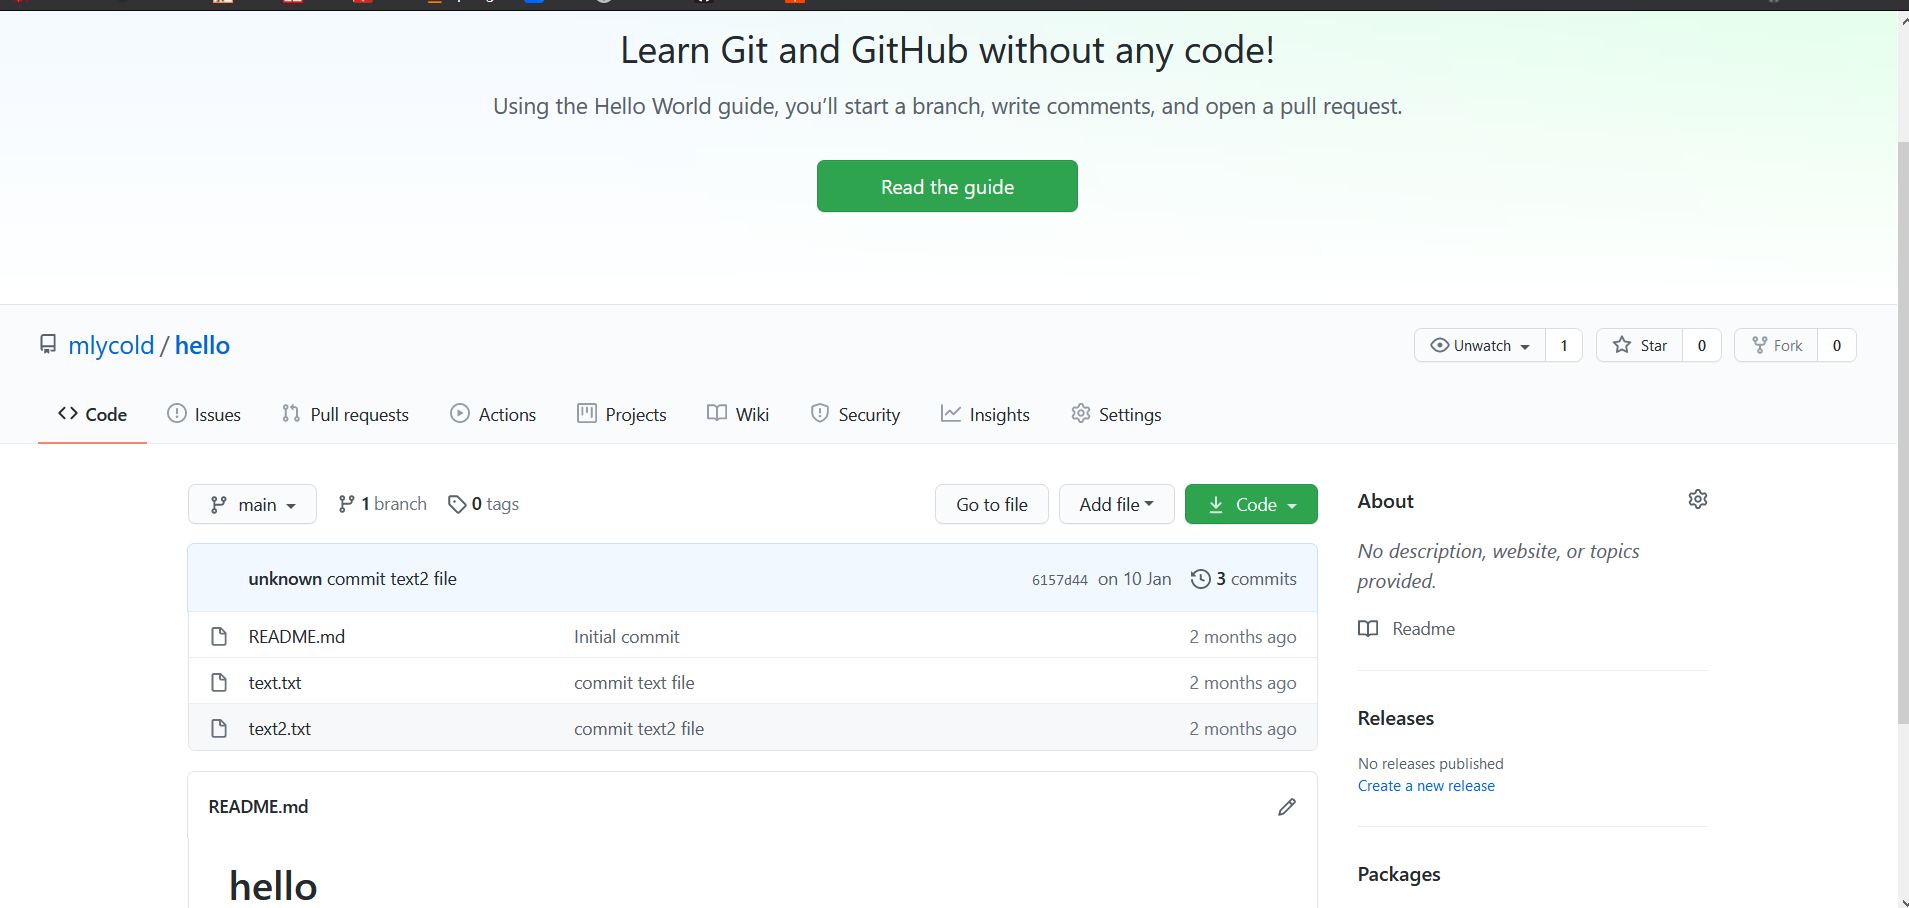 Learn Git and GitHub without any code!
Using the Hello World guide, you’ll start a branch, write comments, and open a pull request.
Read the guide
mlycold / hello
Unwatch 1 Star 0 Fork 0
Code Issues Pull requests Actions Projects Wiki Security Insights Settings
main 1 branch 0 tags Go to file Add file Code
unknown commit text2 file 6157d44 on 10 Jan 3 commits
README.md Initial commit 2 months ago
text.txt commit text file 2 months ago
text2.txt commit text2 file 2 months ago
README.md
hello
About
No description, website, or topics
provided.
Readme
Releases
No releases published
Create a new release
Packages